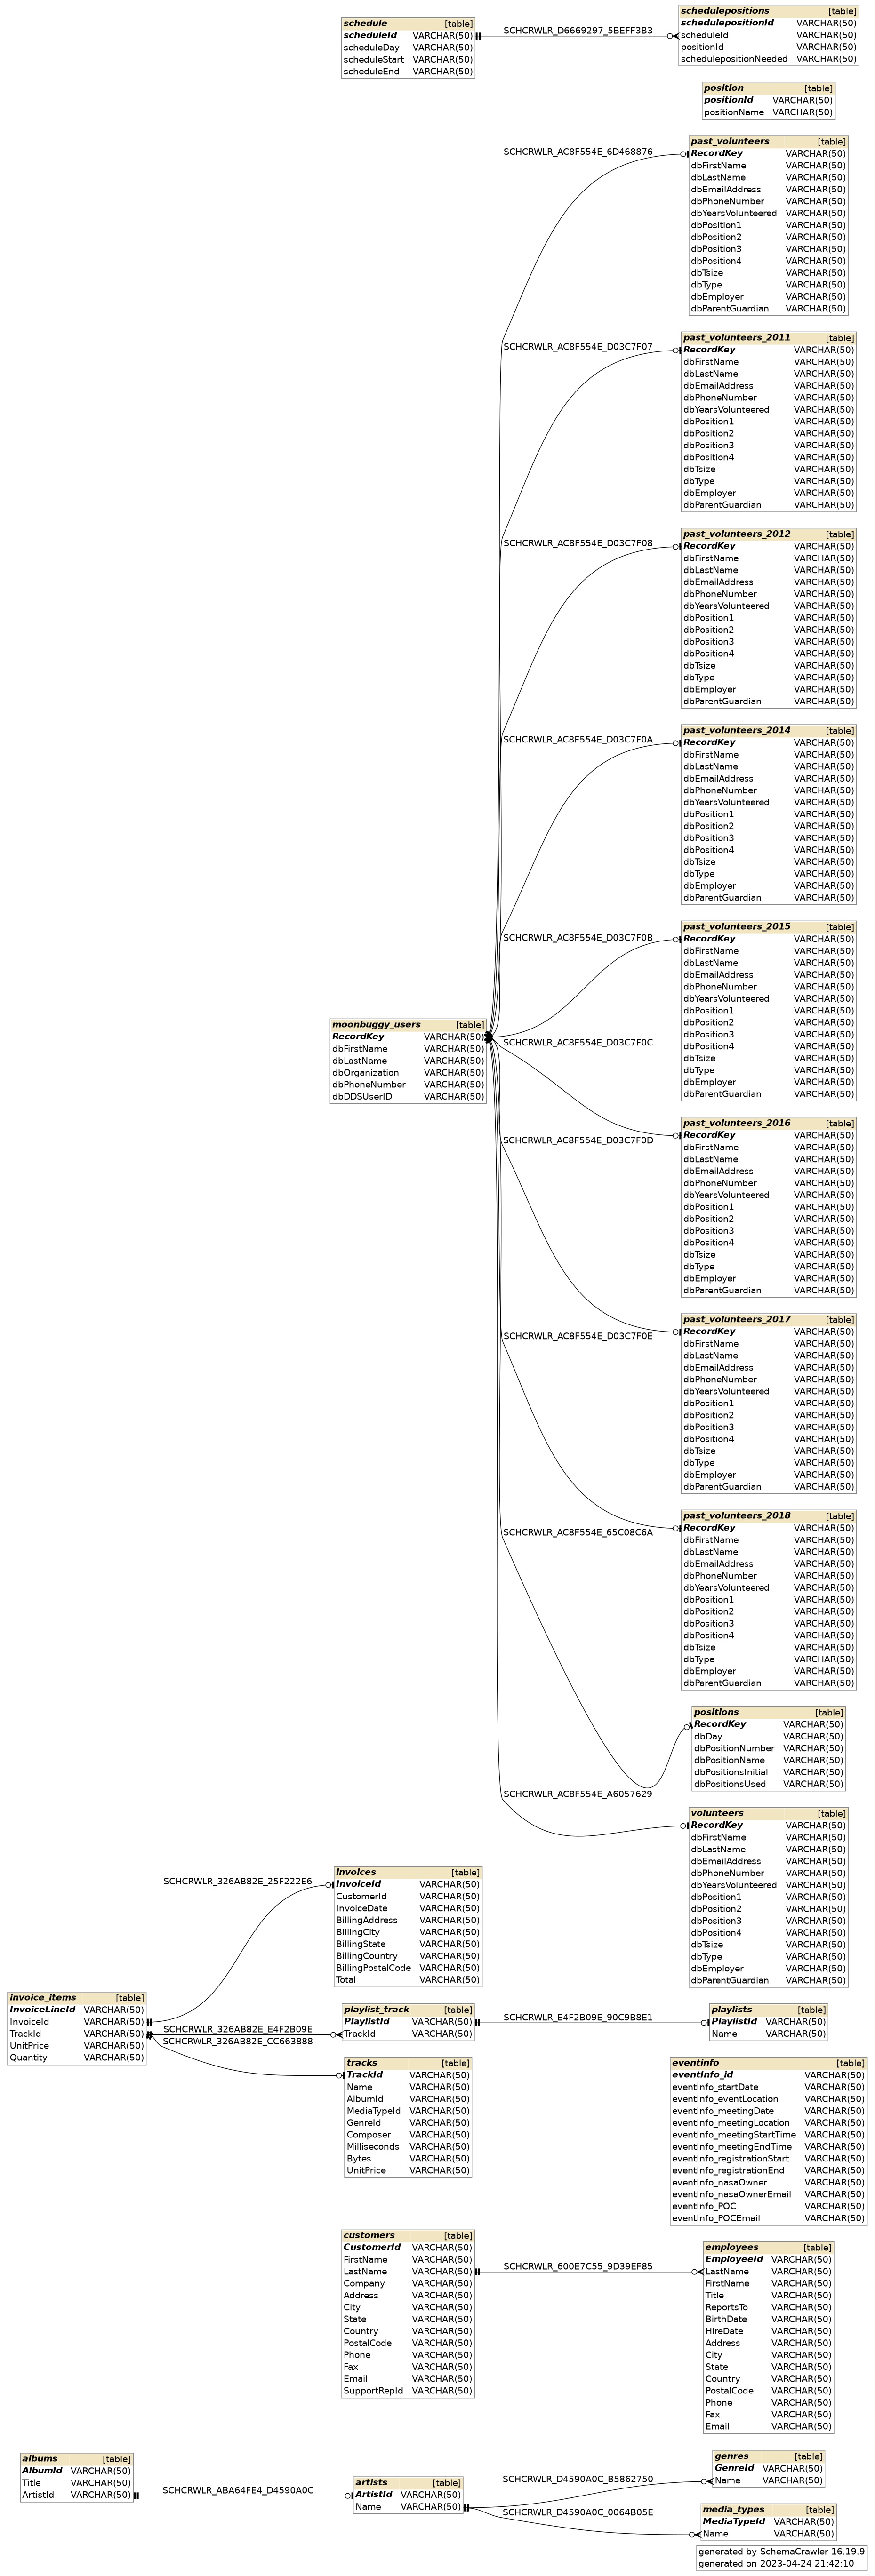 schedule [table]
scheduleId VARCHAR(50)
scheduleDay VARCHAR(50)
scheduleStart VARCHAR(50)
scheduleEnd VARCHAR(50)
SCHCRWLR_D6669297_5BEFF3B3
schedulepositions [table]
schedulepositionId VARCHAR(50)
scheduleId VARCHAR(50)
positionId VARCHAR(50)
schedulepositionNeeded VARCHAR(50)
position [table]
positionId VARCHAR(50)
positionName VARCHAR(50)
SCHCRWLR_AC8F554E_6D468876
past_volunteers [table]
RecordKey VARCHAR(50)
dbFirstName VARCHAR(50)
dbLastName VARCHAR(50)
dbEmailAddress VARCHAR(50)
dbPhoneNumber VARCHAR(50)
dbYearsVolunteered VARCHAR(50)
dbPosition1 VARCHAR(50)
dbPosition2 VARCHAR(50)
dbPosition3 VARCHAR(50)
dbPosition4 VARCHAR(50)
dbTsize VARCHAR(50)
dbType VARCHAR(50)
dbEmployer VARCHAR(50)
dbParentGuardian VARCHAR(50)
SCHCRWLR_AC8F554E_D03C7F07
past_volunteers_2011 [table]
RecordKey VARCHAR(50)
dbFirstName VARCHAR(50)
dbLastName VARCHAR(50)
dbEmailAddress VARCHAR(50)
dbPhoneNumber VARCHAR(50)
dbYearsVolunteered VARCHAR(50)
dbPosition1 VARCHAR(50)
dbPosition2 VARCHAR(50)
dbPosition3 VARCHAR(50)
dbPosition4 VARCHAR(50)
dbTsize VARCHAR(50)
dbType VARCHAR(50)
dbEmployer VARCHAR(50)
dbParentGuardian VARCHAR(50)
SCHCRWLR_AC8F554E_D03C7F08
past_volunteers_2012 [table]
RecordKey VARCHAR(50)
dbFirstName VARCHAR(50)
dbLastName VARCHAR(50)
dbEmailAddress VARCHAR(50)
dbPhoneNumber VARCHAR(50)
dbYearsVolunteered VARCHAR(50)
dbPosition1 VARCHAR(50)
dbPosition2 VARCHAR(50)
dbPosition3 VARCHAR(50)
dbPosition4 VARCHAR(50)
dbTsize VARCHAR(50)
dbType VARCHAR(50)
dbEmployer VARCHAR(50)
dbParentGuardian VARCHAR(50)
SCHCRWLR_AC8F554E_D03C7F0A
past_volunteers_2014 [table]
RecordKey VARCHAR(50)
dbFirstName VARCHAR(50)
dbLastName VARCHAR(50)
dbEmailAddress VARCHAR(50)
dbPhoneNumber VARCHAR(50)
dbYearsVolunteered VARCHAR(50)
dbPosition1 VARCHAR(50)
dbPosition2 VARCHAR(50)
dbPosition3 VARCHAR(50)
dbPosition4 VARCHAR(50)
dbTsize VARCHAR(50)
dbType VARCHAR(50)
dbEmployer VARCHAR(50)
dbParentGuardian VARCHAR(50)
SCHCRWLR_AC8F554E_D03C7F0B
past_volunteers_2015 [table]
RecordKey VARCHAR(50)
dbFirstName VARCHAR(50)
dbLastName VARCHAR(50)
dbEmailAddress VARCHAR(50)
dbPhoneNumber VARCHAR(50)
dbYearsVolunteered VARCHAR(50)
dbPosition1 VARCHAR(50)
dbPosition2 VARCHAR(50)
dbPosition3 VARCHAR(50)
dbPosition4 VARCHAR(50)
dbTsize VARCHAR(50)
dbType VARCHAR(50)
dbEmployer VARCHAR(50)
dbParentGuardian VARCHAR(50)
moonbuggy_users [table]
RecordKey VARCHAR(50)
dbFirstName VARCHAR(50)
dbLastName VARCHAR(50)
dbOrganization VARCHAR(50)
dbPhoneNumber VARCHAR(50)
dbDDSUserID VARCHAR(50)
SCHCRWLR_AC8F554E_D03C7F0C
past_volunteers_2016 [table]
RecordKey VARCHAR(50)
dbFirstName VARCHAR(50)
dbLastName VARCHAR(50)
dbEmailAddress VARCHAR(50)
dbPhoneNumber VARCHAR(50)
dbYearsVolunteered VARCHAR(50)
dbPosition1 VARCHAR(50)
dbPosition2 VARCHAR(50)
dbPosition3 VARCHAR(50)
dbPosition4 VARCHAR(50)
dbTsize VARCHAR(50)
dbType VARCHAR(50)
dbEmployer VARCHAR(50)
dbParentGuardian VARCHAR(50)
SCHCRWLR_AC8F554E_D03C7F0D
past_volunteers_2017 [table]
RecordKey VARCHAR(50)
dbFirstName VARCHAR(50)
dbLastName VARCHAR(50)
dbEmailAddress VARCHAR(50)
dbPhoneNumber VARCHAR(50)
dbYearsVolunteered VARCHAR(50)
dbPosition1 VARCHAR(50)
dbPosition2 VARCHAR(50)
dbPosition3 VARCHAR(50)
dbPosition4 VARCHAR(50)
dbTsize VARCHAR(50)
dbType VARCHAR(50)
dbEmployer VARCHAR(50)
dbParentGuardian VARCHAR(50)
SCHCRWLR_AC8F554E_D03C7F0E
past_volunteers_2018 [table]
RecordKey VARCHAR(50)
dbFirstName VARCHAR(50)
dbLastName VARCHAR(50)
dbEmailAddress VARCHAR(50)
dbPhoneNumber VARCHAR(50)
dbYearsVolunteered VARCHAR(50)
dbPosition1 VARCHAR(50)
dbPosition2 VARCHAR(50)
dbPosition3 VARCHAR(50)
dbPosition4 VARCHAR(50)
dbTsize VARCHAR(50)
dbType VARCHAR(50)
dbEmployer VARCHAR(50)
dbParentGuardian VARCHAR(50)
SCHCRWLR_AC8F554E_65C08C6A
positions [table]
RecordKey VARCHAR(50)
dbDay VARCHAR(50)
dbPositionNumber VARCHAR(50)
dbPositionName VARCHAR(50)
dbPositionsInitial VARCHAR(50)
dbPositionsUsed VARCHAR(50)
SCHCRWLR_AC8F554E_A6057629
volunteers [table]
RecordKey VARCHAR(50)
dbFirstName VARCHAR(50)
dbLastName VARCHAR(50)
dbEmailAddress VARCHAR(50)
dbPhoneNumber VARCHAR(50)
dbYearsVolunteered VARCHAR(50)
dbPosition1 VARCHAR(50)
dbPosition2 VARCHAR(50)
dbPosition3 VARCHAR(50)
dbPosition4 VARCHAR(50)
dbTsize VARCHAR(50)
dbType VARCHAR(50)
dbEmployer VARCHAR(50)
dbParentGuardian VARCHAR(50)
SCHCRWLR_326AB82E_25F222E6
invoices [table]
InvoiceId VARCHAR(50)
CustomerId VARCHAR(50)
InvoiceDate VARCHAR(50)
BillingAddress VARCHAR(50)
BillingCity VARCHAR(50)
BillingState VARCHAR(50)
BillingCountry VARCHAR(50)
BillingPostalCode VARCHAR(50)
Total VARCHAR(50)
invoice_items [table]
InvoiceLineId VARCHAR(50)
InvoiceId VARCHAR(50)
TrackId VARCHAR(50)
UnitPrice VARCHAR(50)
Quantity VARCHAR(50)
SCHCRWLR_326AB82E_E4F2B09E
SCHCRWLR_326AB82E_CC663888
playlist_track [table]
PlaylistId VARCHAR(50)
TrackId VARCHAR(50)
SCHCRWLR_E4F2B09E_90C9B8E1
playlists [table]
PlaylistId VARCHAR(50)
Name VARCHAR(50)
tracks [table]
TrackId VARCHAR(50)
Name VARCHAR(50)
AlbumId VARCHAR(50)
MediaTypeId VARCHAR(50)
GenreId VARCHAR(50)
Composer VARCHAR(50)
Milliseconds VARCHAR(50)
Bytes VARCHAR(50)
UnitPrice VARCHAR(50)
eventinfo [table]
eventInfo_id VARCHAR(50)
eventInfo_startDate VARCHAR(50)
eventInfo_eventLocation VARCHAR(50)
eventInfo_meetingDate VARCHAR(50)
eventInfo_meetingLocation VARCHAR(50)
eventInfo_meetingStartTime VARCHAR(50)
eventInfo_meetingEndTime VARCHAR(50)
eventInfo_registrationStart VARCHAR(50)
eventInfo_registrationEnd VARCHAR(50)
eventInfo_nasaOwner VARCHAR(50)
eventInfo_nasaOwnerEmail VARCHAR(50)
eventInfo_POC VARCHAR(50)
eventInfo_POCEmail VARCHAR(50)
customers [table]
CustomerId VARCHAR(50)
FirstName VARCHAR(50)
LastName VARCHAR(50)
Company VARCHAR(50)
Address VARCHAR(50)
City VARCHAR(50)
State VARCHAR(50)
Country VARCHAR(50)
PostalCode VARCHAR(50)
Phone VARCHAR(50)
Fax VARCHAR(50)
Email VARCHAR(50)
SupportRepId VARCHAR(50)
SCHCRWLR_600E7C55_9D39EF85
employees [table]
EmployeeId VARCHAR(50)
LastName VARCHAR(50)
FirstName VARCHAR(50)
Title VARCHAR(50)
ReportsTo VARCHAR(50)
BirthDate VARCHAR(50)
HireDate VARCHAR(50)
Address VARCHAR(50)
City VARCHAR(50)
State VARCHAR(50)
Country VARCHAR(50)
PostalCode VARCHAR(50)
Phone VARCHAR(50)
Fax VARCHAR(50)
Email VARCHAR(50)
albums [table]
AlbumId VARCHAR(50)
Title VARCHAR(50)
ArtistId VARCHAR(50)
SCHCRWLR_ABA64FE4_D4590A0C
artists [table]
ArtistId VARCHAR(50)
Name VARCHAR(50)
SCHCRWLR_D4590A0C_B5862750
SCHCRWLR_D4590A0C_0064B05E
genres [table]
GenreId VARCHAR(50)
Name VARCHAR(50)
media_types [table]
MediaTypeId VARCHAR(50)
Name VARCHAR(50)
generated by SchemaCrawler 16.19.9
generated on 2023-04-24 21:42:10